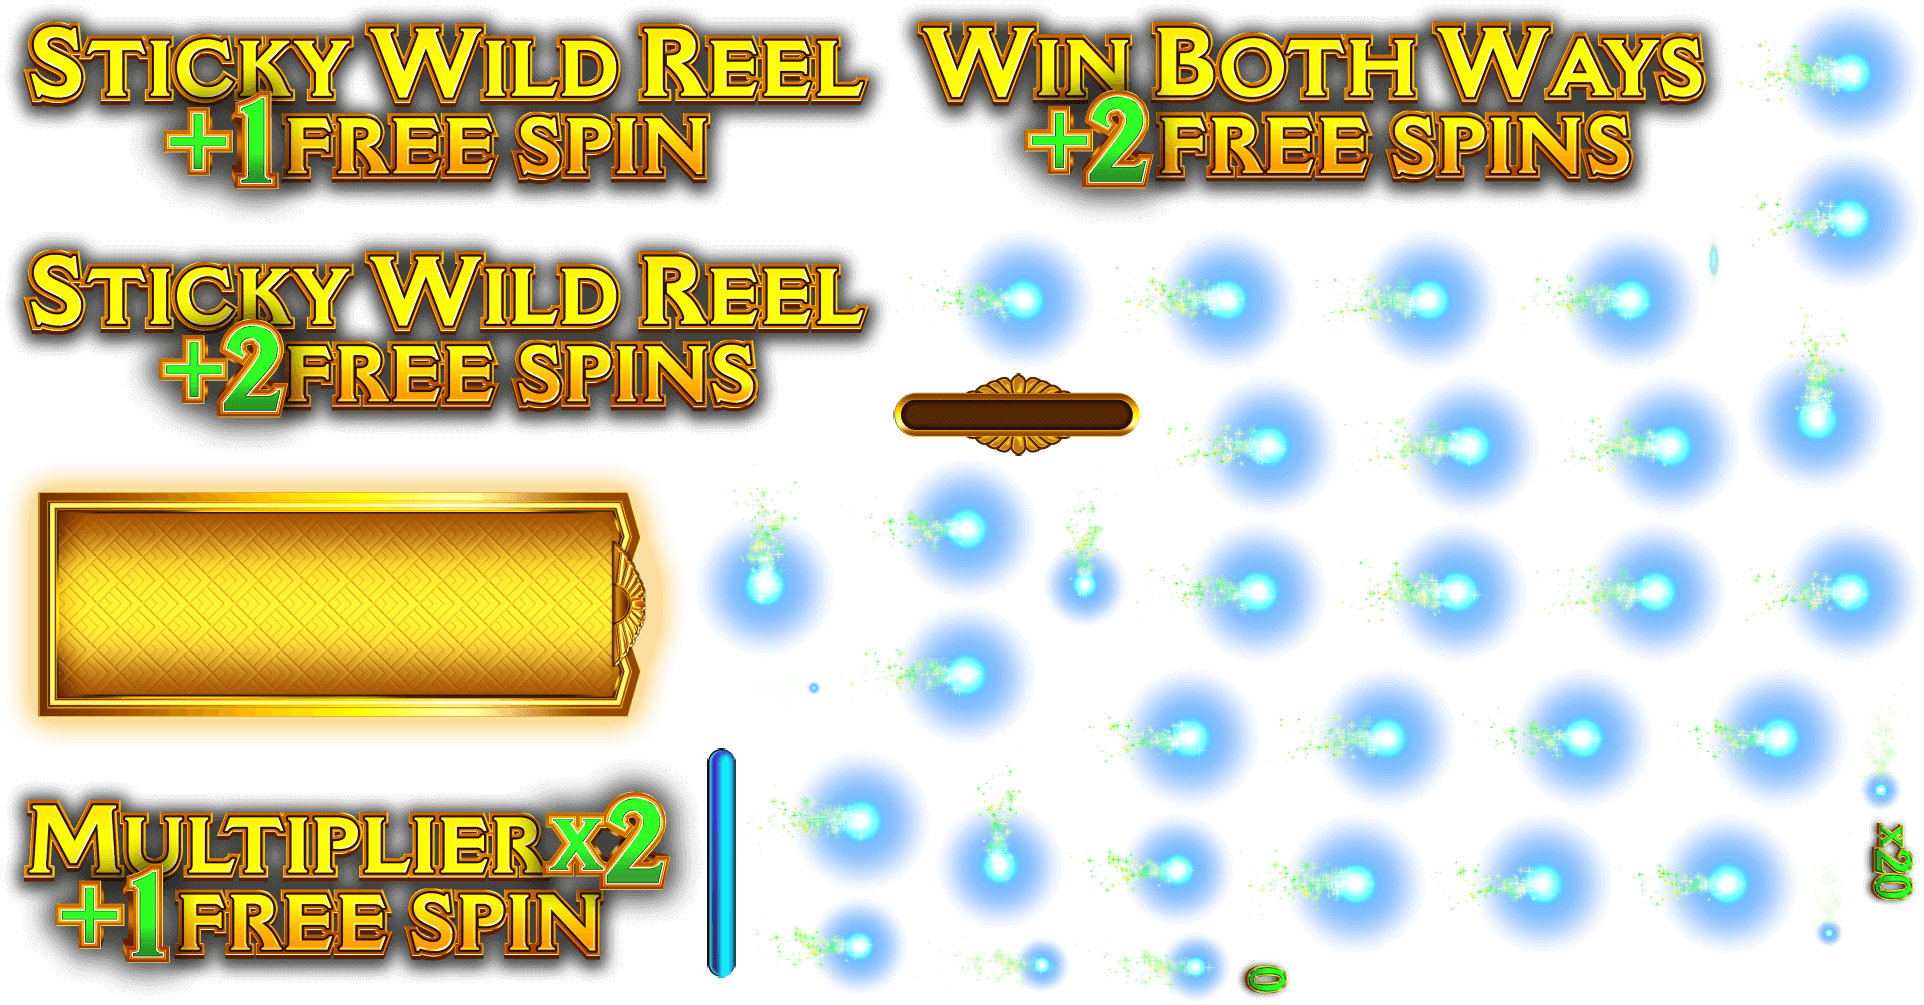 STICKY WILD REEL
+1 FREE SPIN
WIN BOTH WAYS
+2 FREE SPINS
STICKY WILD REEL
+2 FREE SPINS
MULTIPLIER x2
+1 FREE SPIN
x20
0